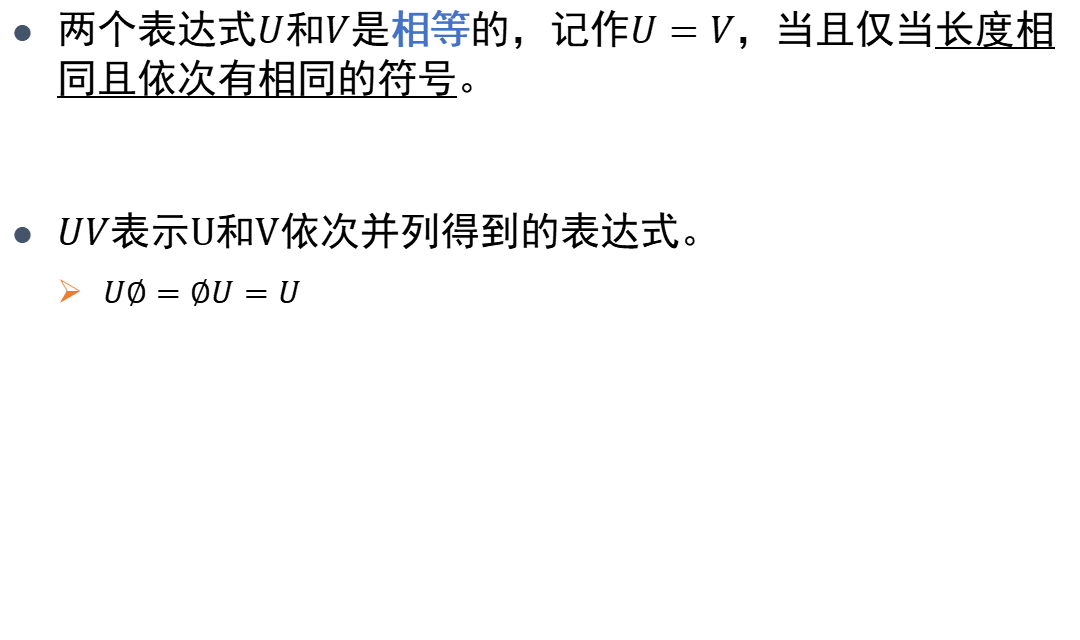 两个表达式U和V是相等的，记作U = V，当且仅当长度相
同且依次有相同的符号。
UV表示U和V依次并列得到的表达式。
U∅ = ∅U = U